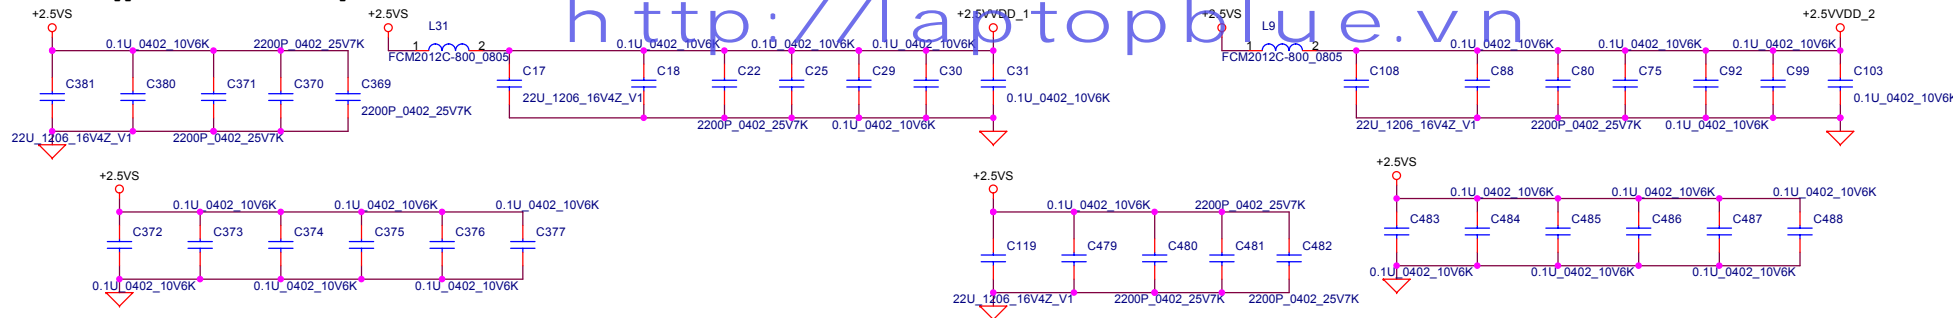 http://laptopblue.vn
+2.5VS
0.1U_0402_10V6K
2200P_0402_25V7K
C381
C380
C371
C370
C369
2200P_0402_25V7K
22U_1206_16V4Z_V1
2200P_0402_25V7K
+2.5VS
L31
1
2
FCM2012C-800_0805
+2.5VVDD_1
0.1U_0402_10V6K
0.1U_0402_10V6K
0.1U_0402_10V6K
C17
C18
C22
C25
C29
C30
C31
22U_1206_16V4Z_V1
0.1U_0402_10V6K
2200P_0402_25V7K
0.1U_0402_10V6K
+2.5VS
L9
1
2
FCM2012C-800_0805
+2.5VVDD_2
0.1U_0402_10V6K
0.1U_0402_10V6K
0.1U_0402_10V6K
C108
C88
C80
C75
C92
C99
C103
0.1U_0402_10V6K
22U_1206_16V4Z_V1
2200P_0402_25V7K
0.1U_0402_10V6K
+2.5VS
0.1U_0402_10V6K
0.1U_0402_10V6K
0.1U_0402_10V6K
C372
C373
C374
C375
C376
C377
0.1U_0402_10V6K
0.1U_0402_10V6K
0.1U_0402_10V6K
+2.5VS
0.1U_0402_10V6K
2200P_0402_25V7K
C119
C479
C480
C481
C482
22U_1206_16V4Z_V1
2200P_0402_25V7K
2200P_0402_25V7K
+2.5VS
0.1U_0402_10V6K
0.1U_0402_10V6K
0.1U_0402_10V6K
C483
C484
C485
C486
C487
C488
0.1U_0402_10V6K
0.1U_0402_10V6K
0.1U_0402_10V6K